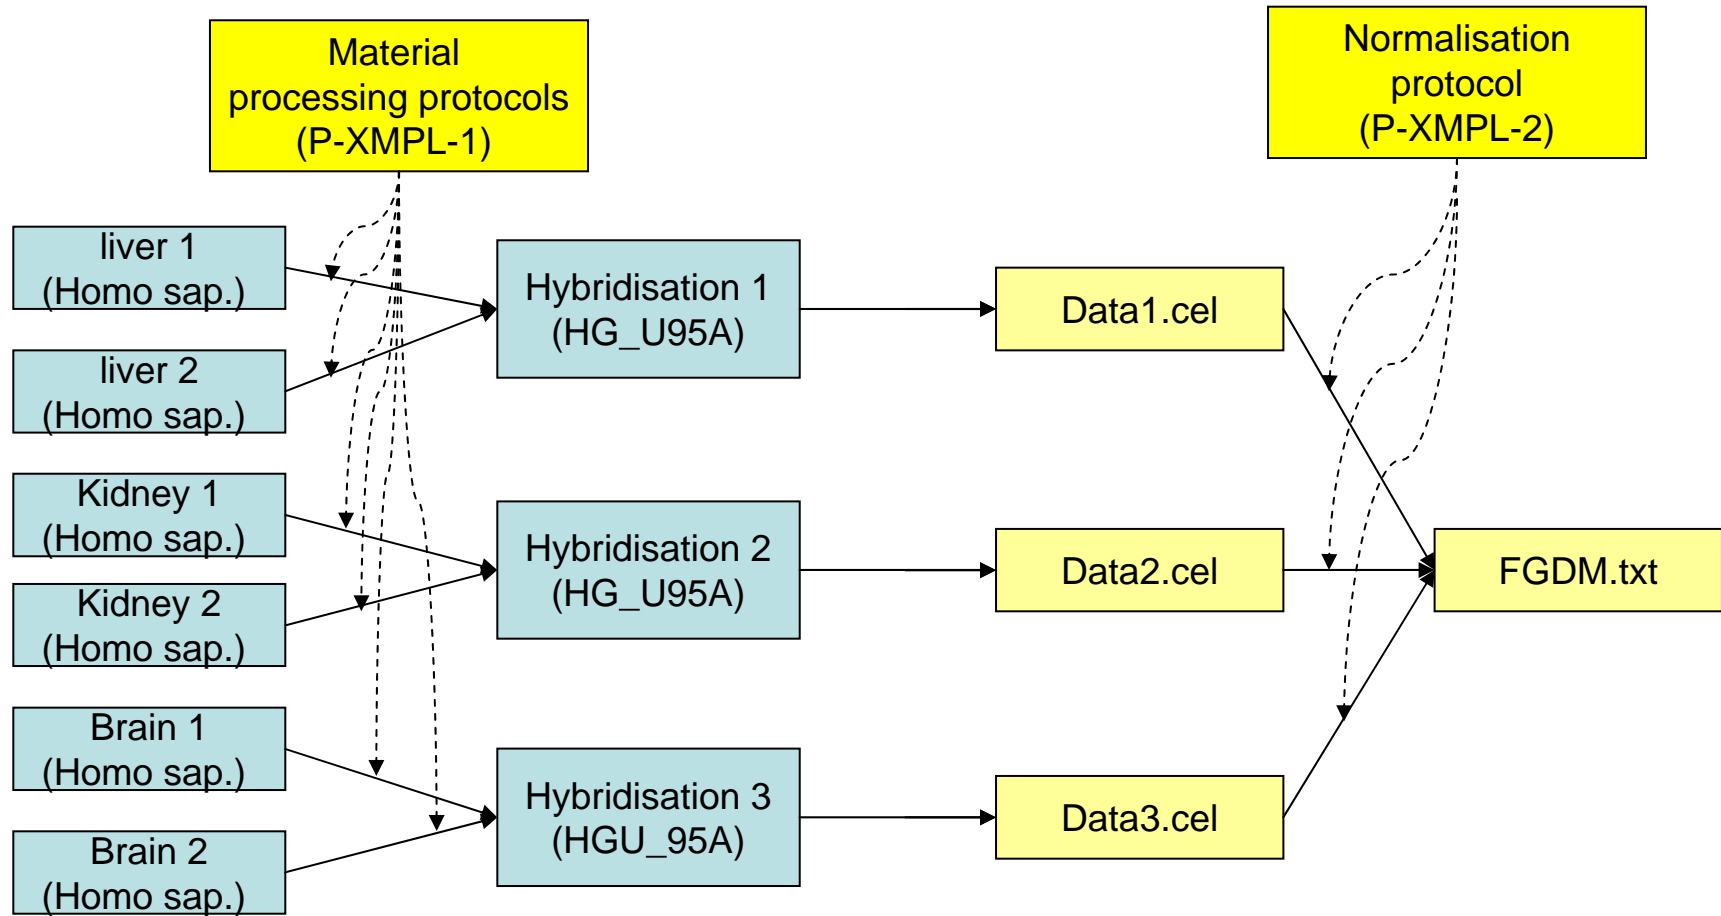 Material
processing protocols
(P-XMPL-1)
Normalisation
protocol
(P-XMPL-2)
liver 1
(Homo sap.)
liver 2
(Homo sap.)
Kidney 1
(Homo sap.)
Kidney 2
(Homo sap.)
Brain 1
(Homo sap.)
Brain 2
(Homo sap.)
Hybridisation 1
(HG_U95A)
Hybridisation 2
(HG_U95A)
Hybridisation 3
(HGU_95A)
Data1.cel
Data2.cel
Data3.cel
FGDM.txt